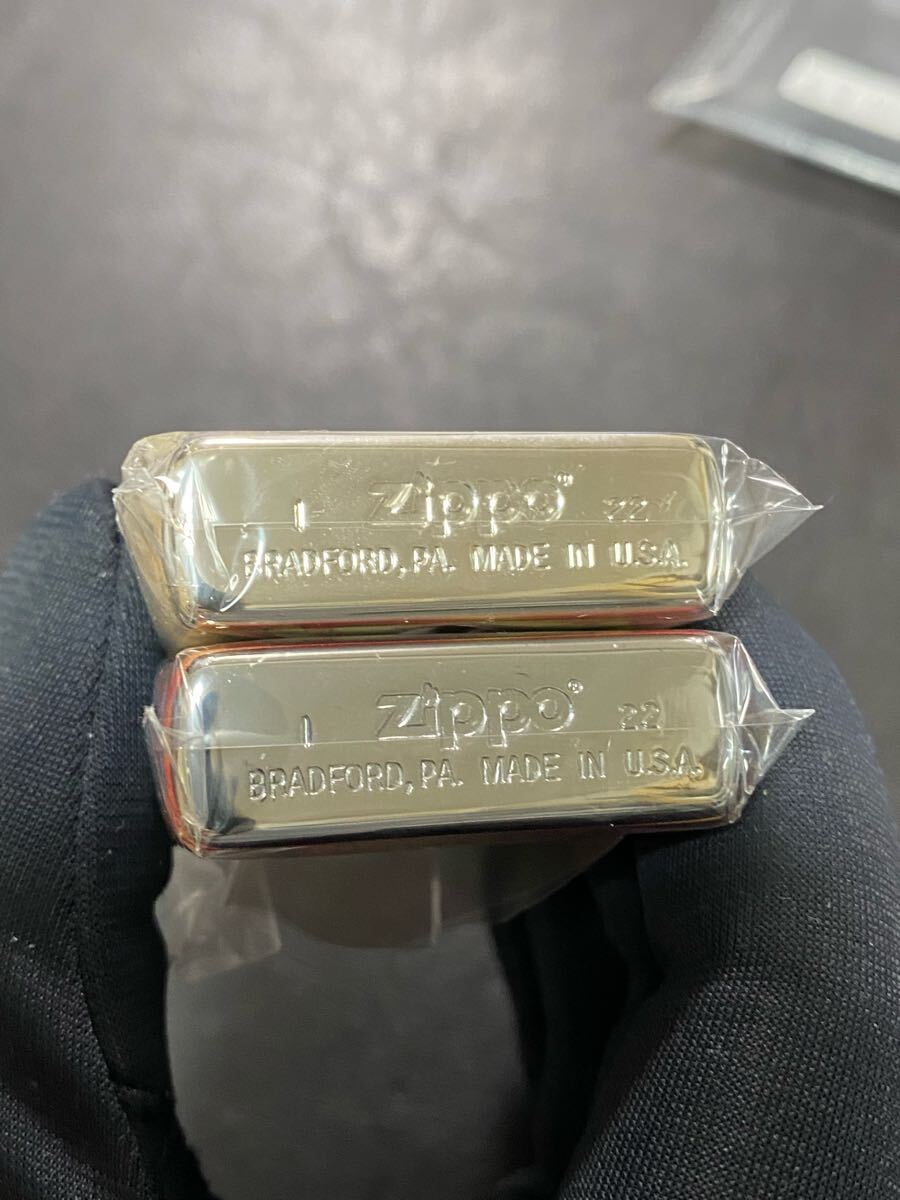 I Zippo® 22
BRADFORD, PA. MADE IN U.S.A.
I Zippo® 22
BRADFORD, PA. MADE IN U.S.A.